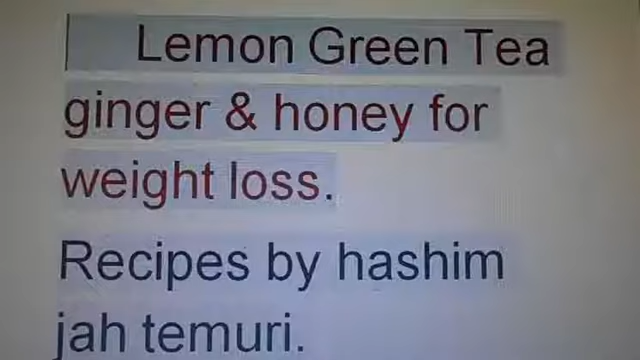 Lemon Green Tea
ginger & honey for
weight loss.
Recipes by hashim
jah temuri.